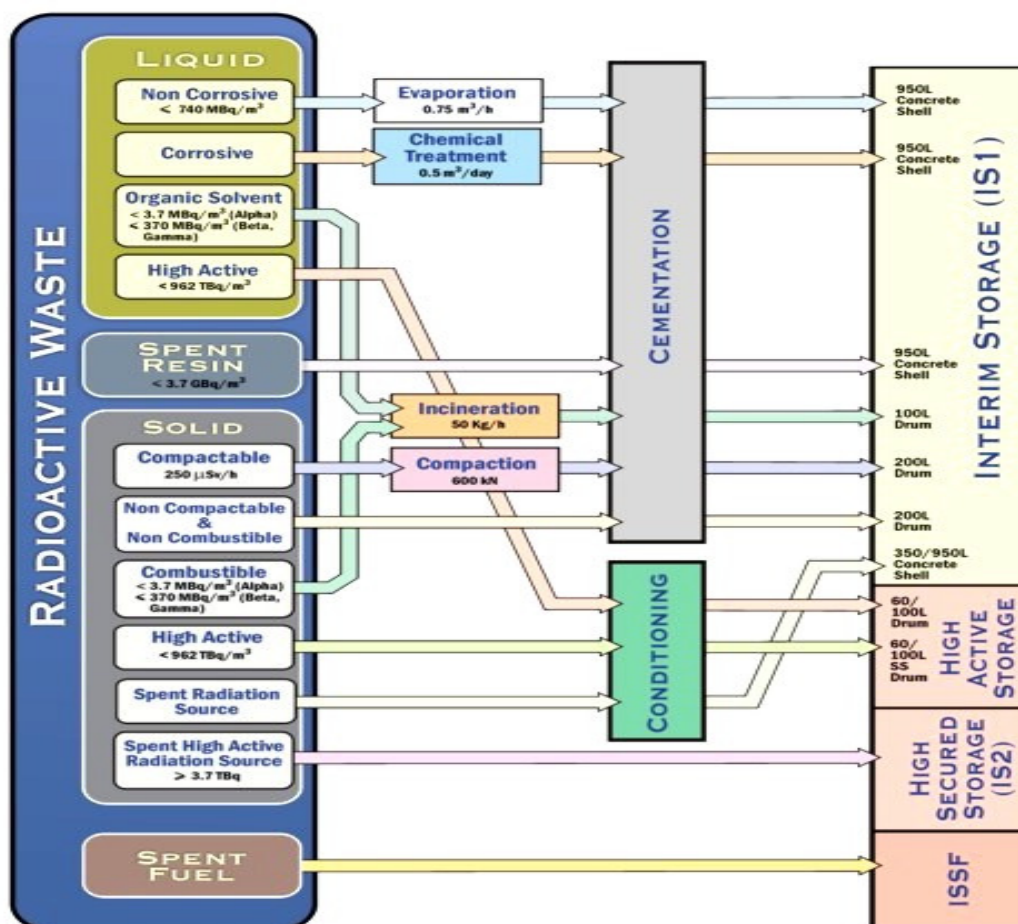 RADIOACTIVE WASTE
LIQUID
Non Corrosive
≤ 740 MBq/m³
Corrosive
Organic Solvent
< 3.7 MBq/m³ (Alpha)
≤ 370 MBq/m³ (Beta,
Gamma)
High Active
<962 TBq/m³
SPENT
RESIN
< 3.7 GBq/m³
SOLID
Compactable
250 µSv/h
Non Compactable
&
Non Combustible
Combustible
< 3.7 MBq/m³ (Alpha)
≤ 370 MBq/m³ (Beta,
Gamma)
High Active
<962 TBq/m³
Spent Radiation
Source
Spent High Active
Radiation Source
≥ 3.7 TBq
SPENT
FUEL
Evaporation
0.75 m³/h
Chemical
Treatment
0.5 m³/day
Incineration
50 Kg/h
Compaction
600 kN
CEMENTATION
CONDITIONING
950L
Concrete
Shell
950L
Concrete
Shell
950L
Concrete
Shell
100L
Drum
200L
Drum
200L
Drum
350/950L
Concrete
Shell
60/
100L
Drum
60/
100L
SS
Drum
INTERIM STORAGE (IS1)
HIGH
ACTIVE
STORAGE
HIGH
SECURED
STORAGE
(IS2)
ISSF